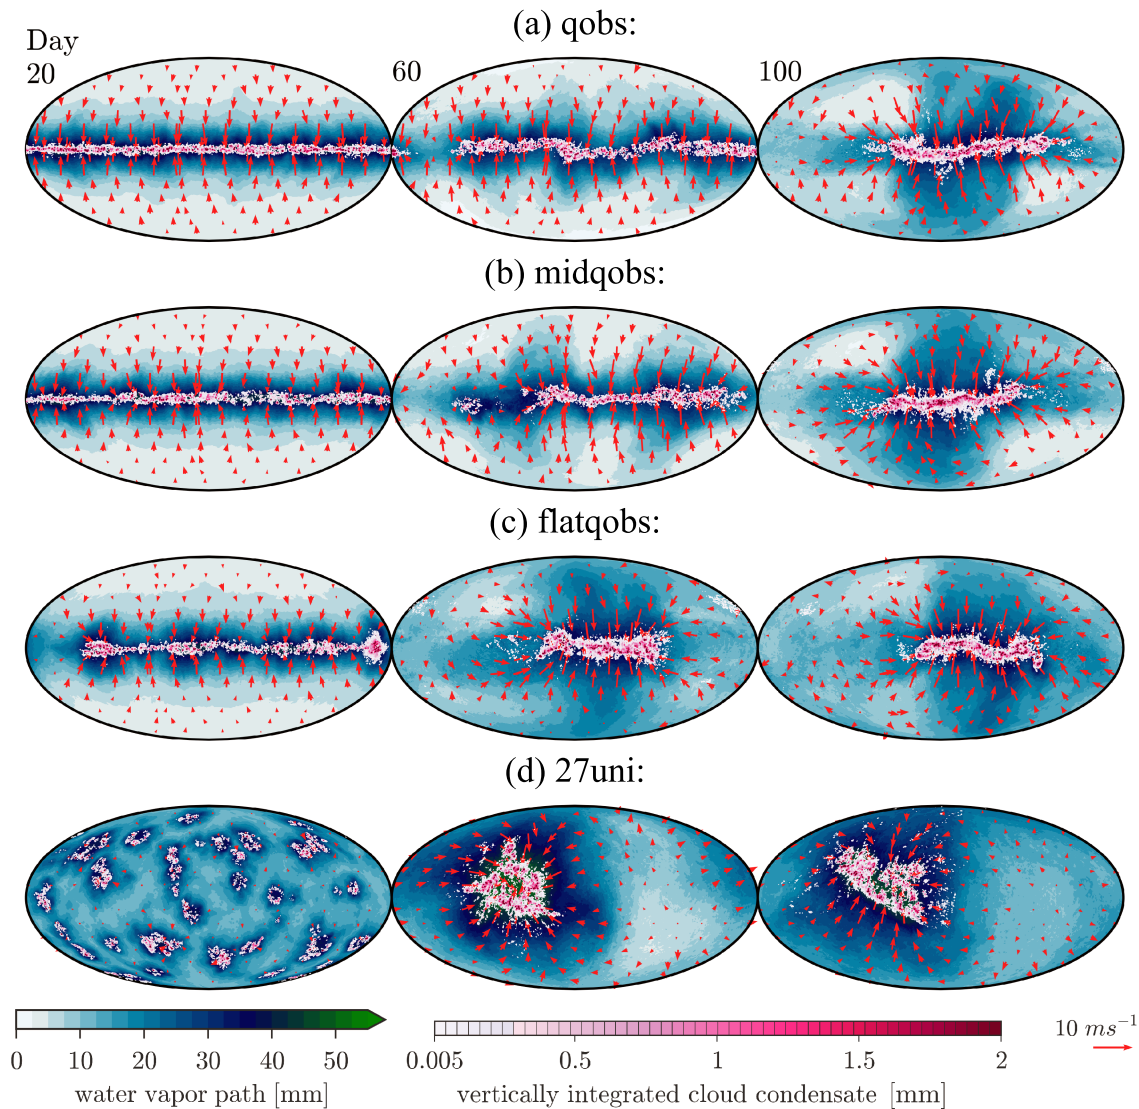 (a) qobs:
Day
20
60
100
(b) midqobs:
(c) flatqobs:
(d) 27uni:
0 10 20 30 40 50
water vapor path [mm]
0.005 0.5 1 1.5 2
vertically integrated cloud condensate [mm]
10 ms⁻¹